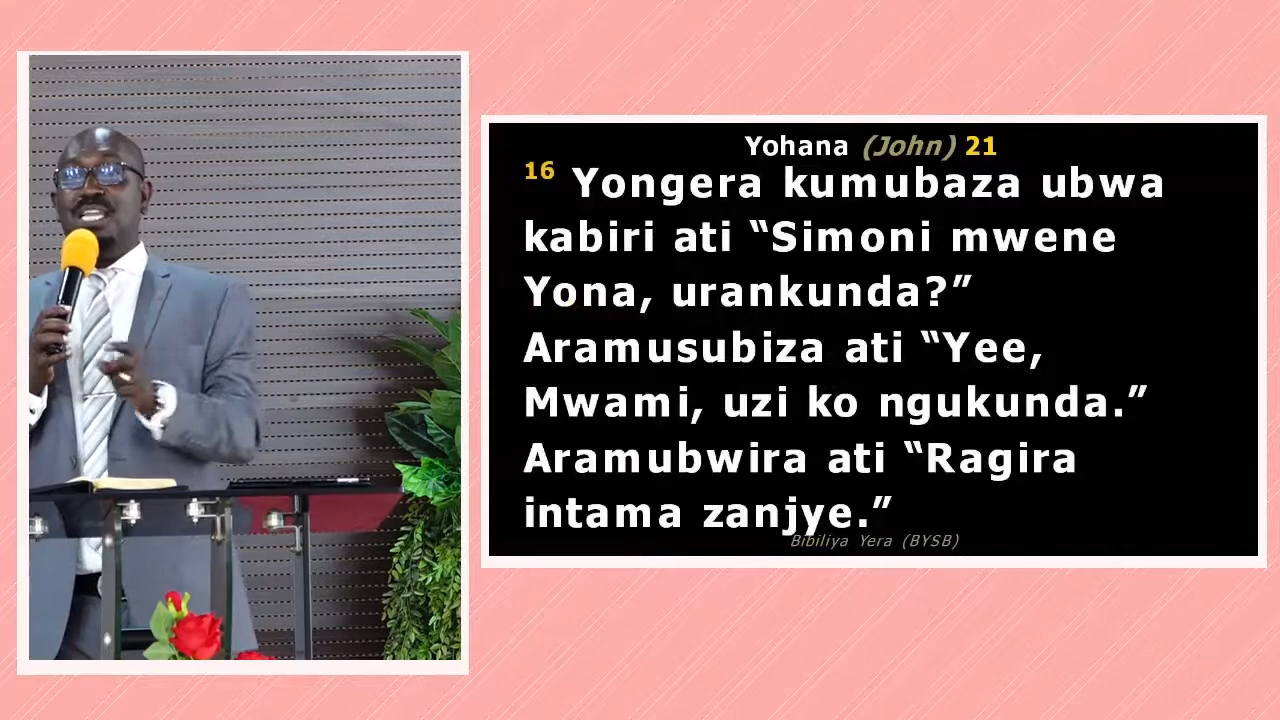 Yohana (John) 21
16 Yongera kumubaza ubwa
kabiri ati “Simoni mwene
Yona, urankunda?”
Aramusubiza ati “Yee,
Mwami, uzi ko ngukunda.”
Aramubwira ati “Ragira
intama zanjye.”
Bibiliya Yera (BYSB)